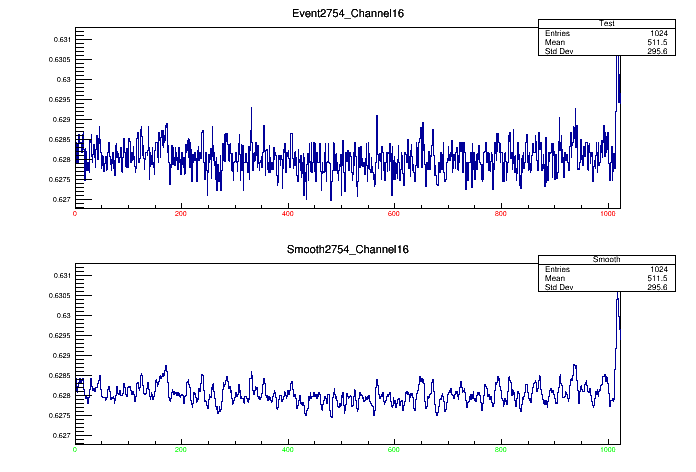 Event2754_Channel16
Test
Entries 1024
Mean 511.5
Std Dev 295.6
0.631
0.6305
0.63
0.6295
0.629
0.6285
0.628
0.6275
0.627
0 200 400 600 800 1000
Smooth2754_Channel16
Smooth
Entries 1024
Mean 511.5
Std Dev 295.6
0.631
0.6305
0.63
0.6295
0.629
0.6285
0.628
0.6275
0.627
0 200 400 600 800 1000